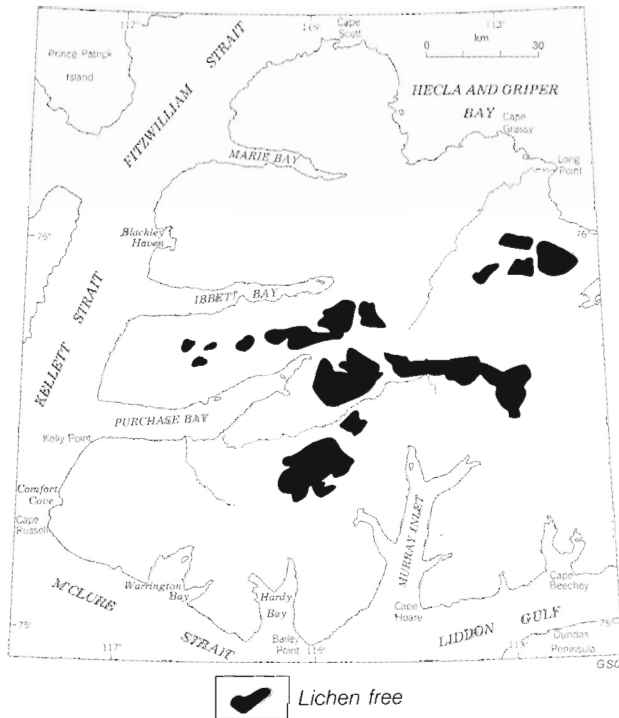 117°
115°
Cape
Scott
113°
0 30
km
Prince Patrick
Island
FITZWILLIAM STRAIT
HECLA AND GRIPER
BAY
Cape
Grassy
MARIE BAY
Long
Point
76°
76°
Blackley
Haven
IBBETT BAY
KELLETT STRAIT
PURCHASE BAY
Kelly Point
Comfort
Cove
Cape
Russell
MURRAY INLET
M'CLURE STRAIT
Warrington
Bay
Hardy
Bay
Cape
Beechey
Cape
Hoare
Bailey
Point
LIDDON GULF
75°
75°
117°
Dundas
Peninsula
GSC
Lichen free